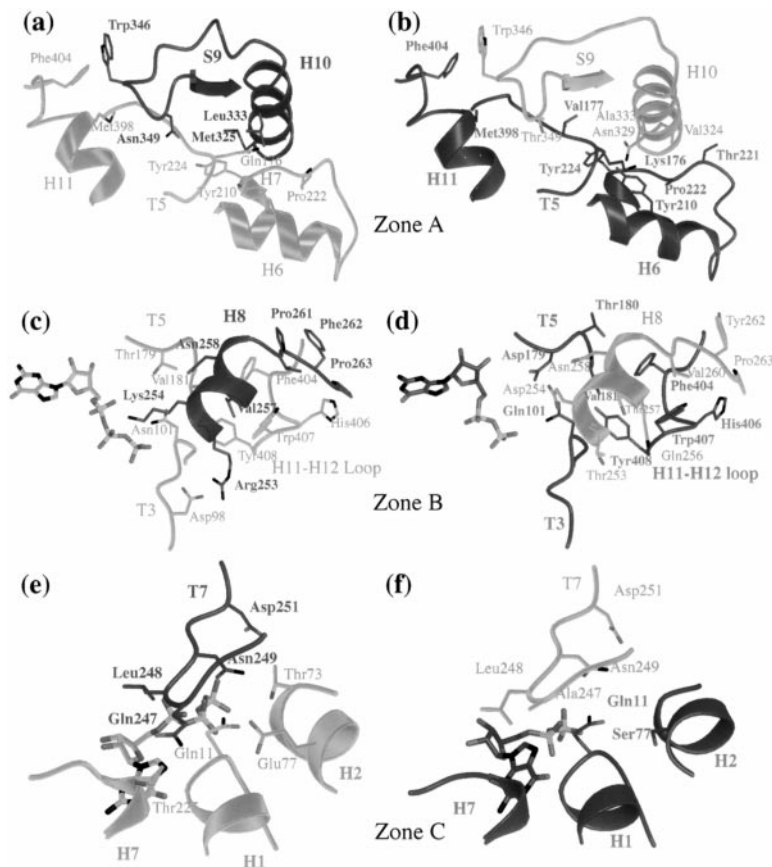 (a)
Trp346
Phe404
S9
H10
Met398
Asn349
Leu333
Met325
H11
Tyr224
H7
Tyr210
Pro222
T5
H6
(b)
Trp346
Phe404
S9
H10
Val177
Ala333
Met398
Thr349
Asn329
Val324
Tyr224
Lys176
Thr221
H11
Pro222
T5
Tyr210
H6
Zone A
(c)
H8
Pro261
Phe262
T5
Asn258
Pro263
Thr179
Val181
Phe404
Lys254
Val257
His406
Asn101
Trp407
Tyr408
H11-H12 Loop
Arg253
T3
Asp98
(d)
Thr180
T5
H8
Tyr262
Asp179
Asn258
Val260
Pro263
Phe404
Asp254
Val181
Gln101
Trp407
His406
Tyr408
Gln256
Thr253
H11-H12 loop
T3
Zone B
(e)
T7
Asp251
Asn249
Leu248
Thr73
Gln247
Gln11
Glu77
H2
H7
H1
(f)
T7
Asp251
Leu248
Asn249
Ala247
Gln11
Ser77
H2
H7
H1
Zone C